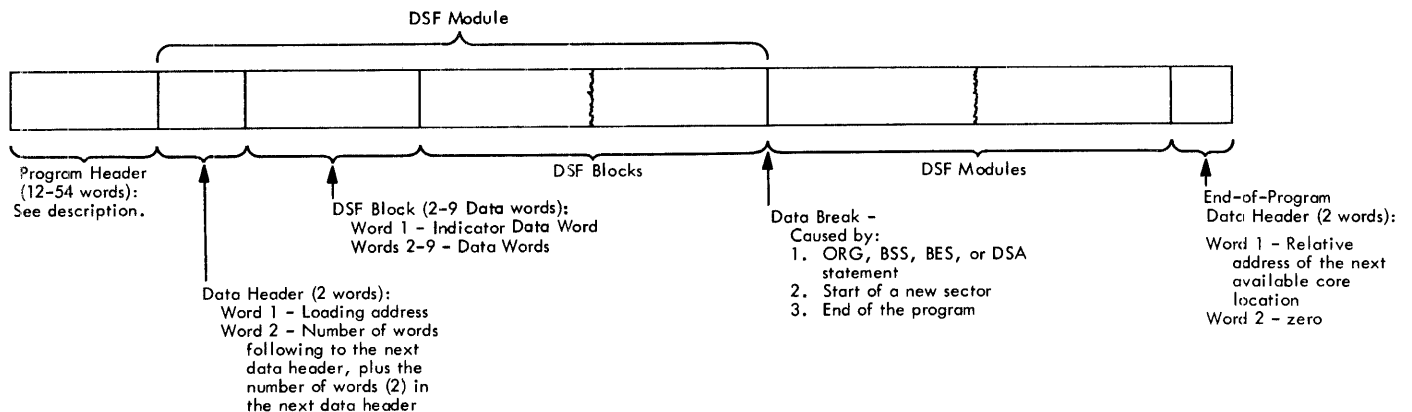 DSF Module
Program Header
(12-54 words):
See description.
DSF Block (2-9 Data words):
Word 1 - Indicator Data Word
Words 2-9 - Data Words
DSF Blocks
Data Header (2 words):
Word 1 - Loading address
Word 2 - Number of words
following to the next
data header, plus the
number of words (2) in
the next data header
Data Break -
Caused by:
1. ORG, BSS, BES, or DSA
statement
2. Start of a new sector
3. End of the program
DSF Modules
End-of-Program
Data Header (2 words):
Word 1 - Relative
address of the next
available core
location
Word 2 - zero